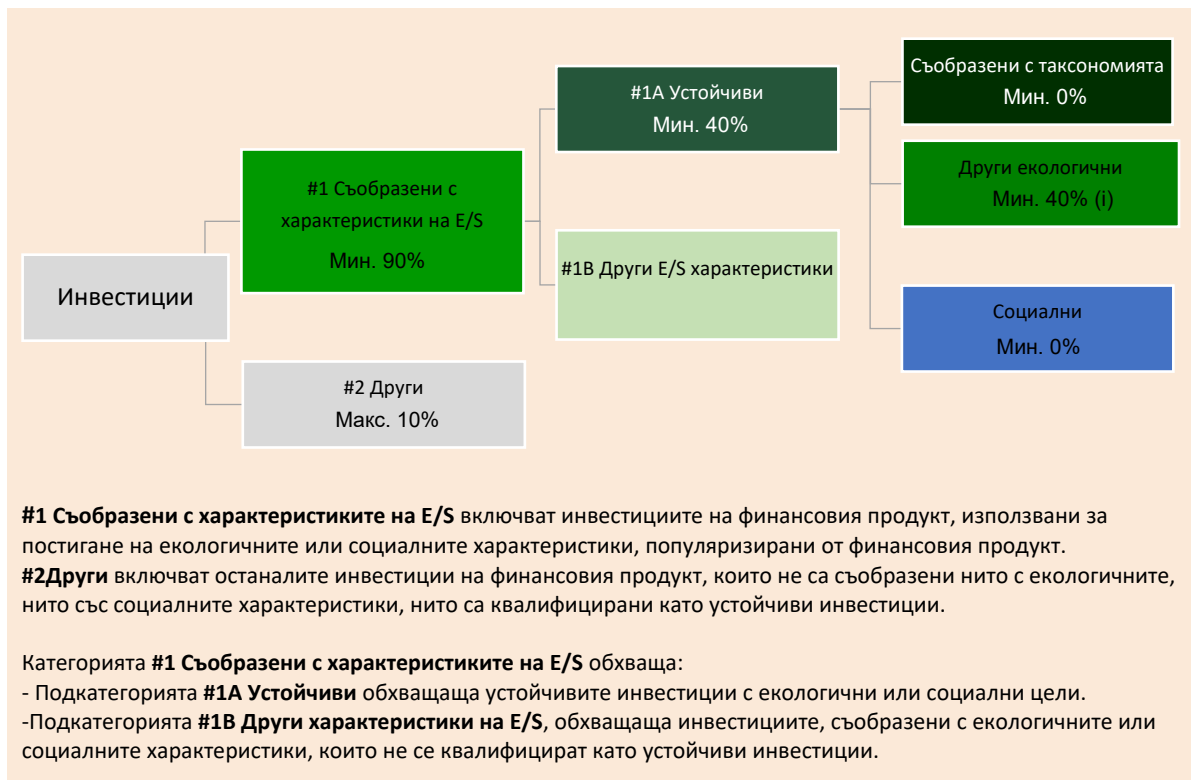 Съобразени с таксономията
Мин. 0%
#1A Устойчиви
Мин. 40%
Други екологични
Мин. 40% (i)
#1 Съобразени с
характеристики на E/S
Мин. 90%
#1B Други E/S характеристики
Инвестиции
Социални
Мин. 0%
#2 Други
Макс. 10%
#1 Съобразени с характеристиките на E/S включват инвестициите на финансовия продукт, използвани за
постигане на екологичните или социалните характеристики, популяризирани от финансовия продукт.
#2Други включват останалите инвестиции на финансовия продукт, които не са съобразени нито с екологичните,
нито със социалните характеристики, нито са квалифицирани като устойчиви инвестиции.
Категорията #1 Съобразени с характеристиките на E/S обхваща:
- Подкатегорията #1A Устойчиви обхващаща устойчивите инвестиции с екологични или социални цели.
-Подкатегорията #1B Други характеристики на E/S, обхващаща инвестициите, съобразени с екологичните или
социалните характеристики, които не се квалифицират като устойчиви инвестиции.